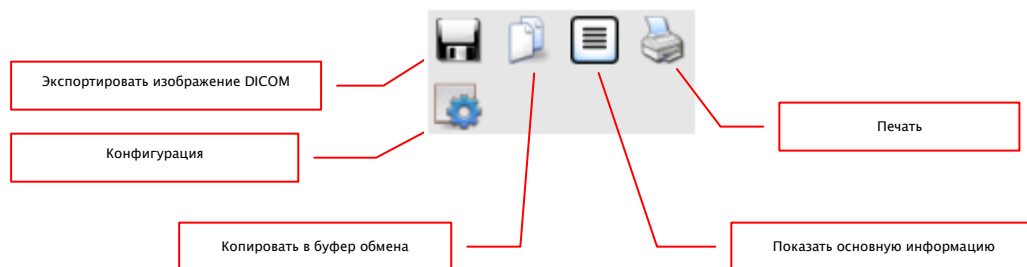 Экспортировать изображение DICOM
Печать
Конфигурация
Копировать в буфер обмена
Показать основную информацию